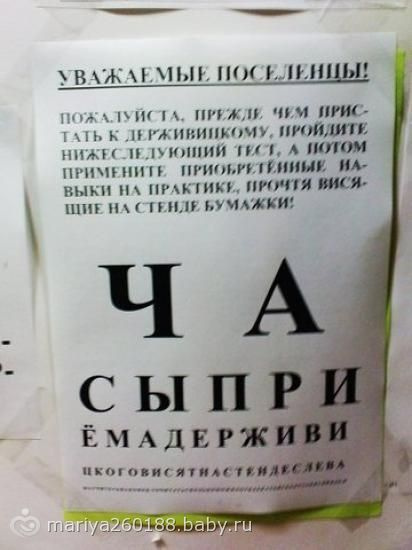 УВАЖАЕМЫЕ ПОСЕЛЕНЦЫ!
ПОЖАЛУЙСТА, ПРЕЖДЕ ЧЕМ ПРИС-
ТАТЬ К ДЕРЖИВИЦКОМУ, ПРОЙДИТЕ
НИЖЕСЛЕДУЮЩИЙ ТЕСТ, А ПОТОМ
ПРИМЕНИТЕ ПРИОБРЕТЁННЫЕ НА-
ВЫКИ НА ПРАКТИКЕ, ПРОЧТЯ ВИСЯ-
ЩИЕ НА СТЕНДЕ БУМАЖКИ!
Ч А
СЫПРИ
ЁМАДЕРЖИВИ
ЦКОГОВИСЯТНАСТЕНДЕСЛЕВА
mariya260188.baby.ru